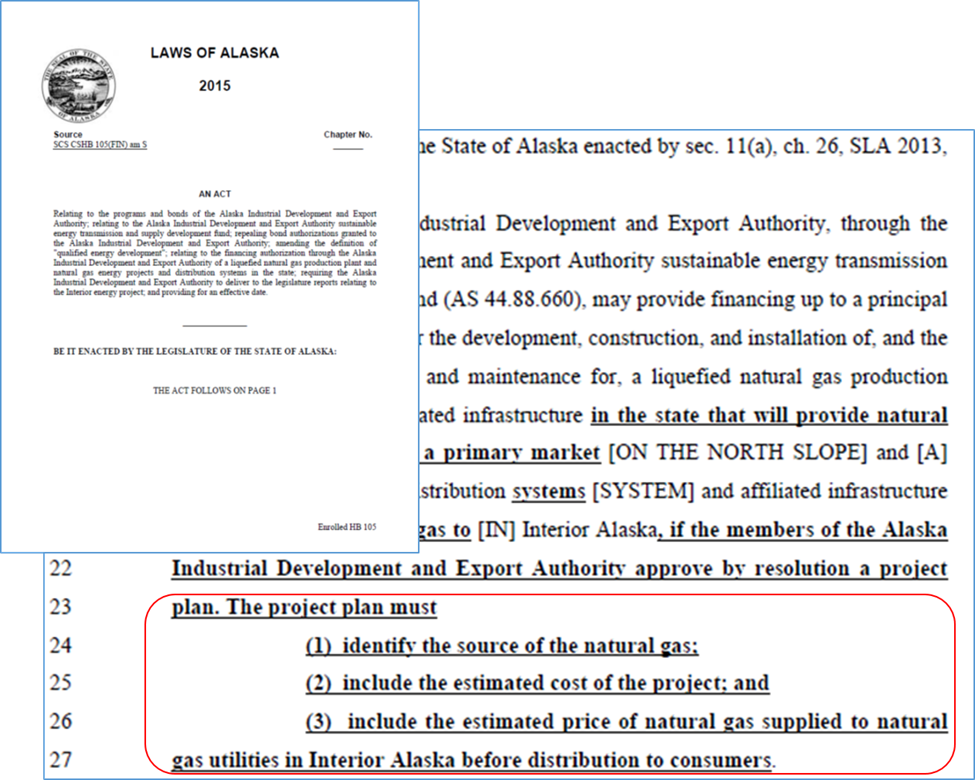 LAWS OF ALASKA
2015
THE SEAL OF THE STATE OF ALASKA
Source
SCS CSHB 105(FIN) am S
Chapter No.
AN ACT
Relating to the programs and bonds of the Alaska Industrial Development and Export
Authority; relating to the Alaska Industrial Development and Export Authority sustainable
energy transmission and supply development fund; repealing bond authorizations granted to
the Alaska Industrial Development and Export Authority; amending the definition of
"qualified energy development"; relating to the financing authorization through the Alaska
Industrial Development and Export Authority of a liquefied natural gas production plant and
natural gas energy projects and distribution systems in the state; requiring the Alaska
Industrial Development and Export Authority to deliver to the legislature reports relating to
the Interior energy project; and providing for an effective date.
BE IT ENACTED BY THE LEGISLATURE OF THE STATE OF ALASKA:
THE ACT FOLLOWS ON PAGE 1
Enrolled HB 105
he State of Alaska enacted by sec. 11(a), ch. 26, SLA 2013,
dustrial Development and Export Authority, through the
ent and Export Authority sustainable energy transmission
nd (AS 44.88.660), may provide financing up to a principal
r the development, construction, and installation of, and the
and maintenance for, a liquefied natural gas production
ated infrastructure in the state that will provide natural
a primary market [ON THE NORTH SLOPE] and [A]
stribution systems [SYSTEM] and affiliated infrastructure
gas to [IN] Interior Alaska, if the members of the Alaska
22 Industrial Development and Export Authority approve by resolution a project
23 plan. The project plan must
24 (1) identify the source of the natural gas;
25 (2) include the estimated cost of the project; and
26 (3) include the estimated price of natural gas supplied to natural
27 gas utilities in Interior Alaska before distribution to consumers.